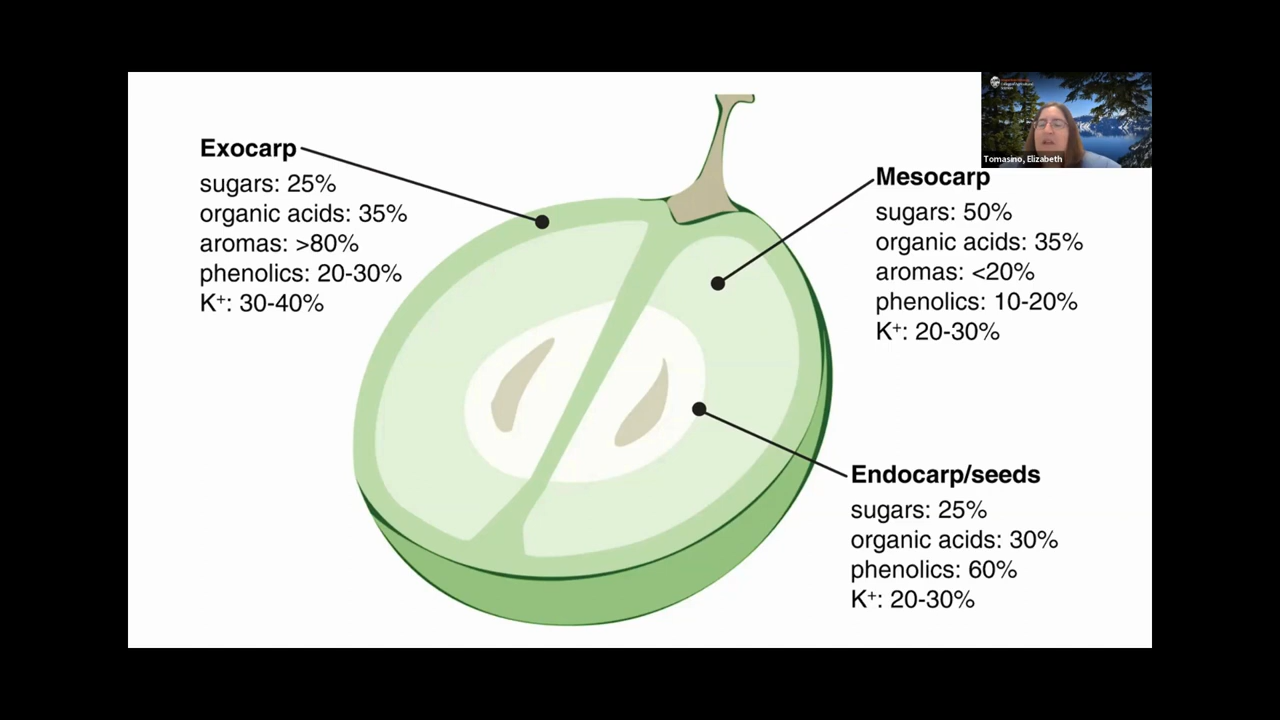 Exocarp
sugars: 25%
organic acids: 35%
aromas: >80%
phenolics: 20-30%
K⁺: 30-40%
Tomasino, Elizabeth
Mesocarp
sugars: 50%
organic acids: 35%
aromas: <20%
phenolics: 10-20%
K⁺: 20-30%
Endocarp/seeds
sugars: 25%
organic acids: 30%
phenolics: 60%
K⁺: 20-30%